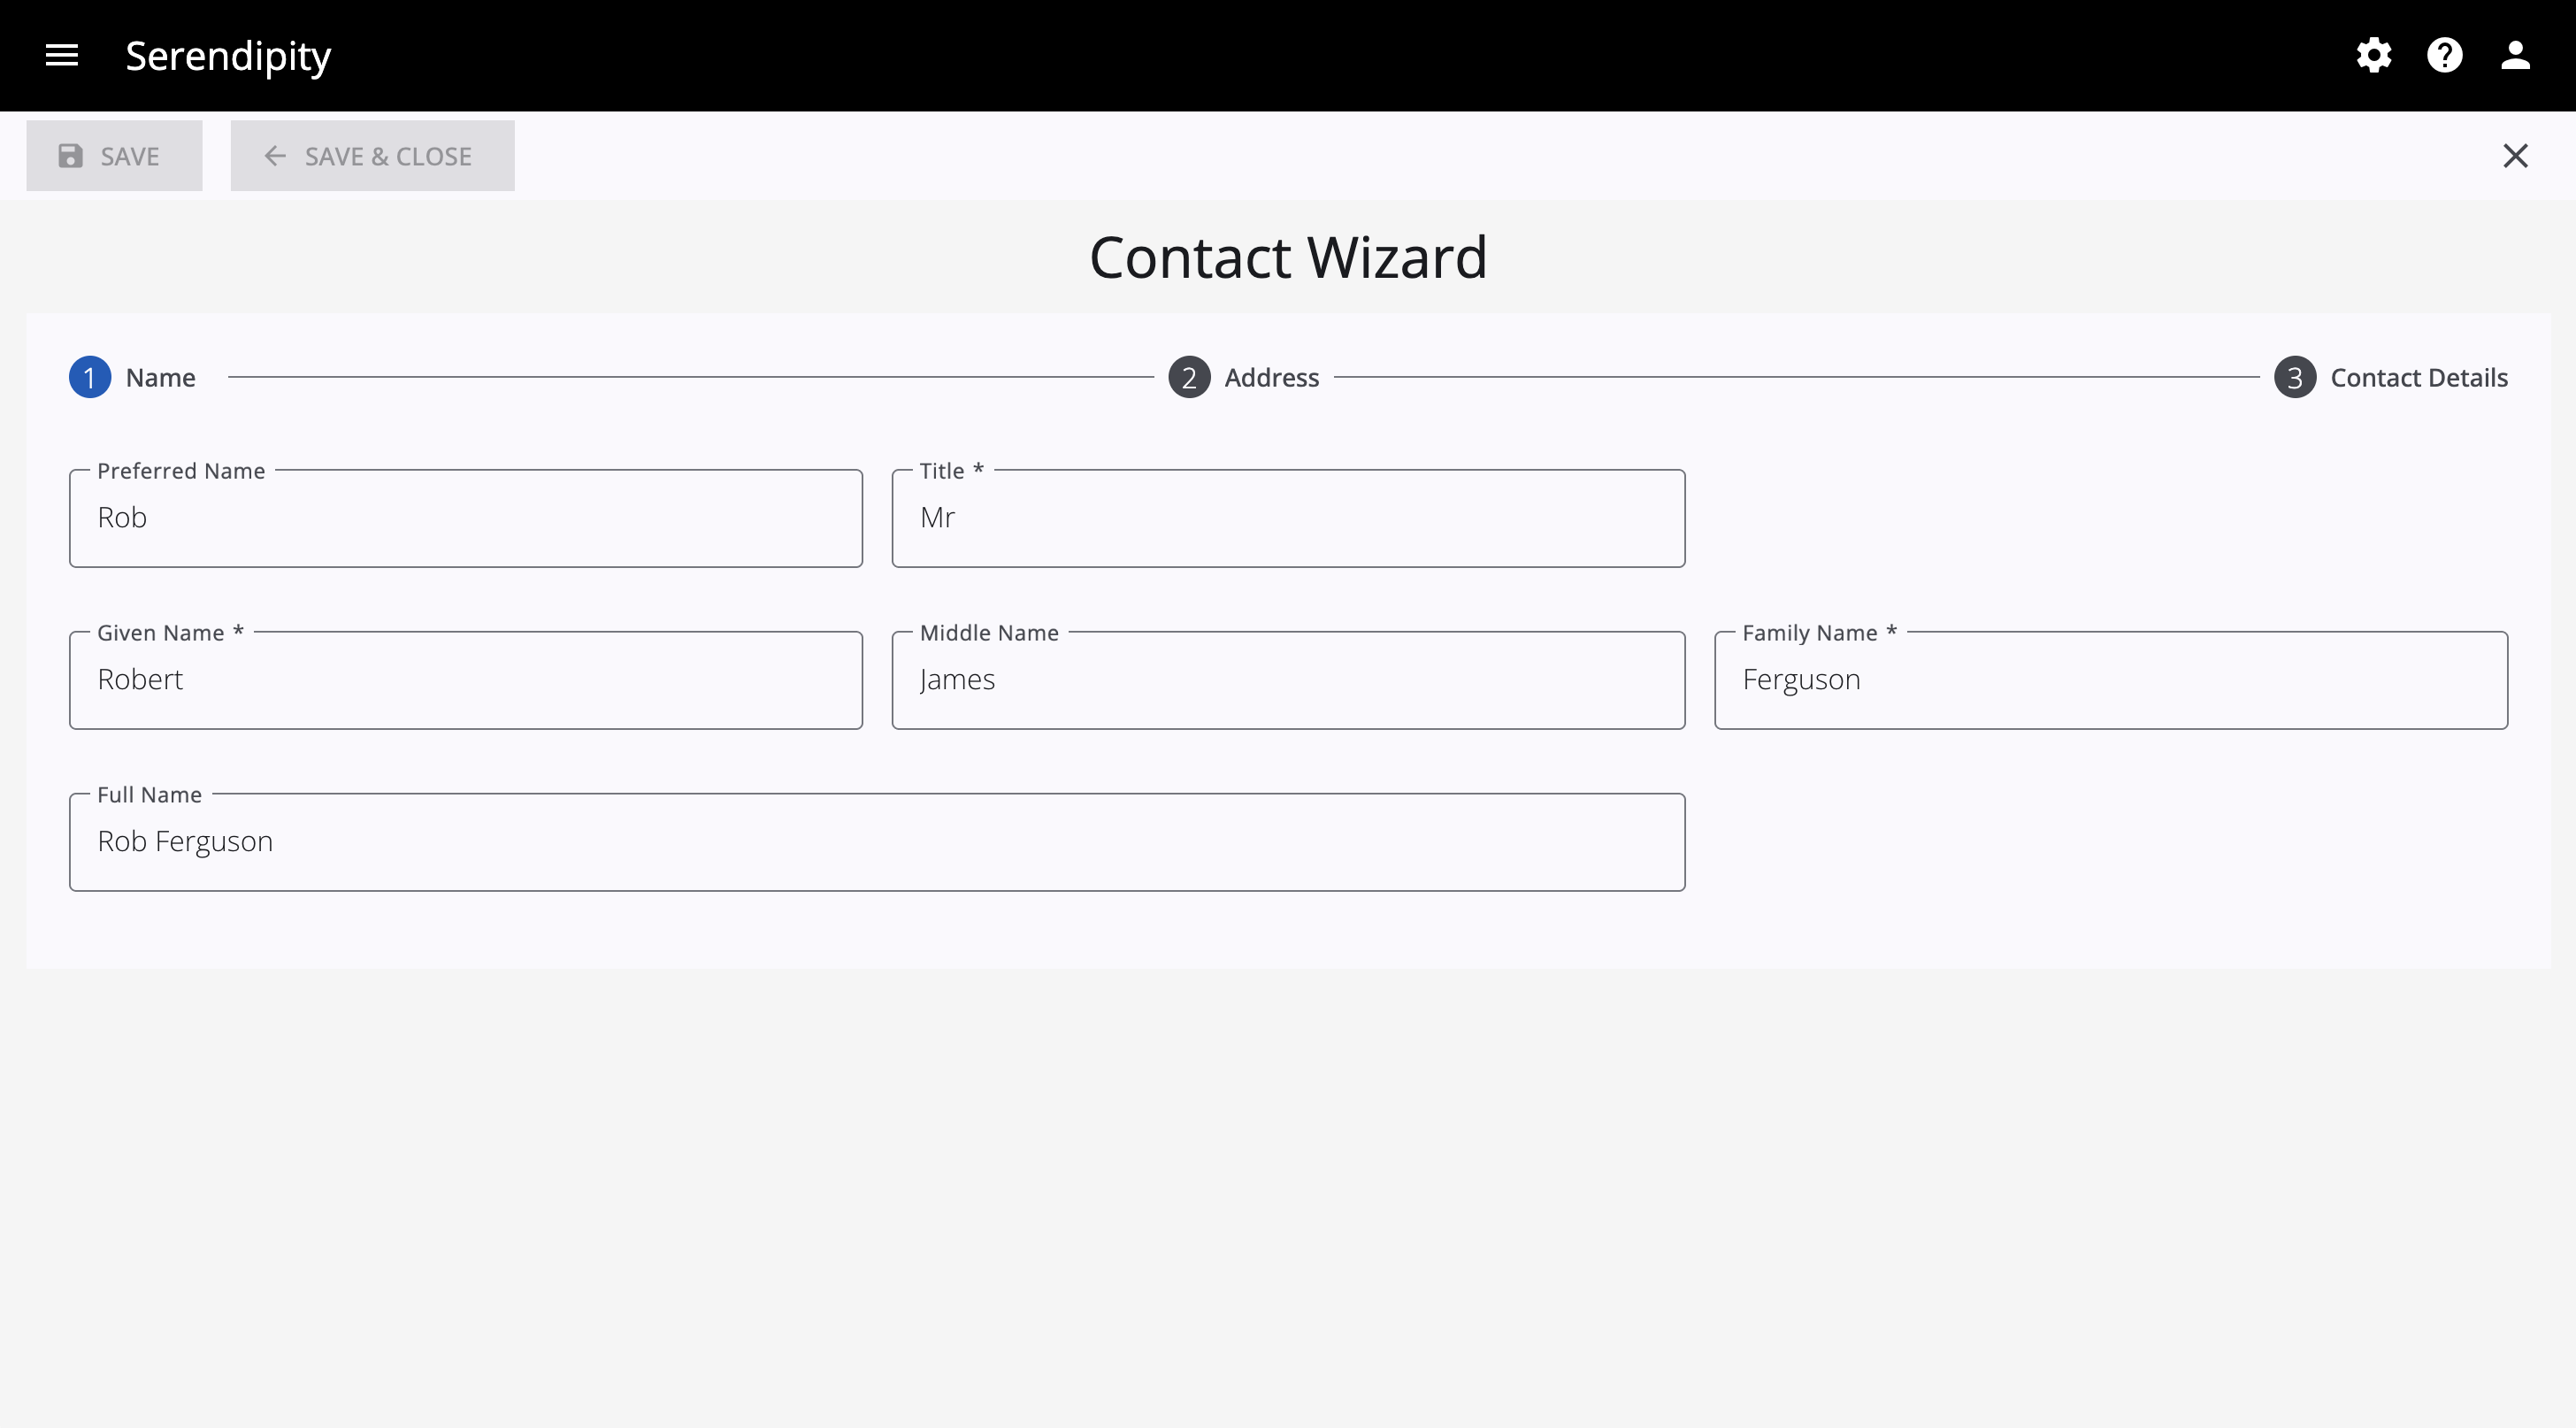 Serendipity
SAVE
SAVE & CLOSE
Contact Wizard
1 Name
2 Address
3 Contact Details
Preferred Name
Rob
Title *
Mr
Given Name *
Robert
Middle Name
James
Family Name *
Ferguson
Full Name
Rob Ferguson